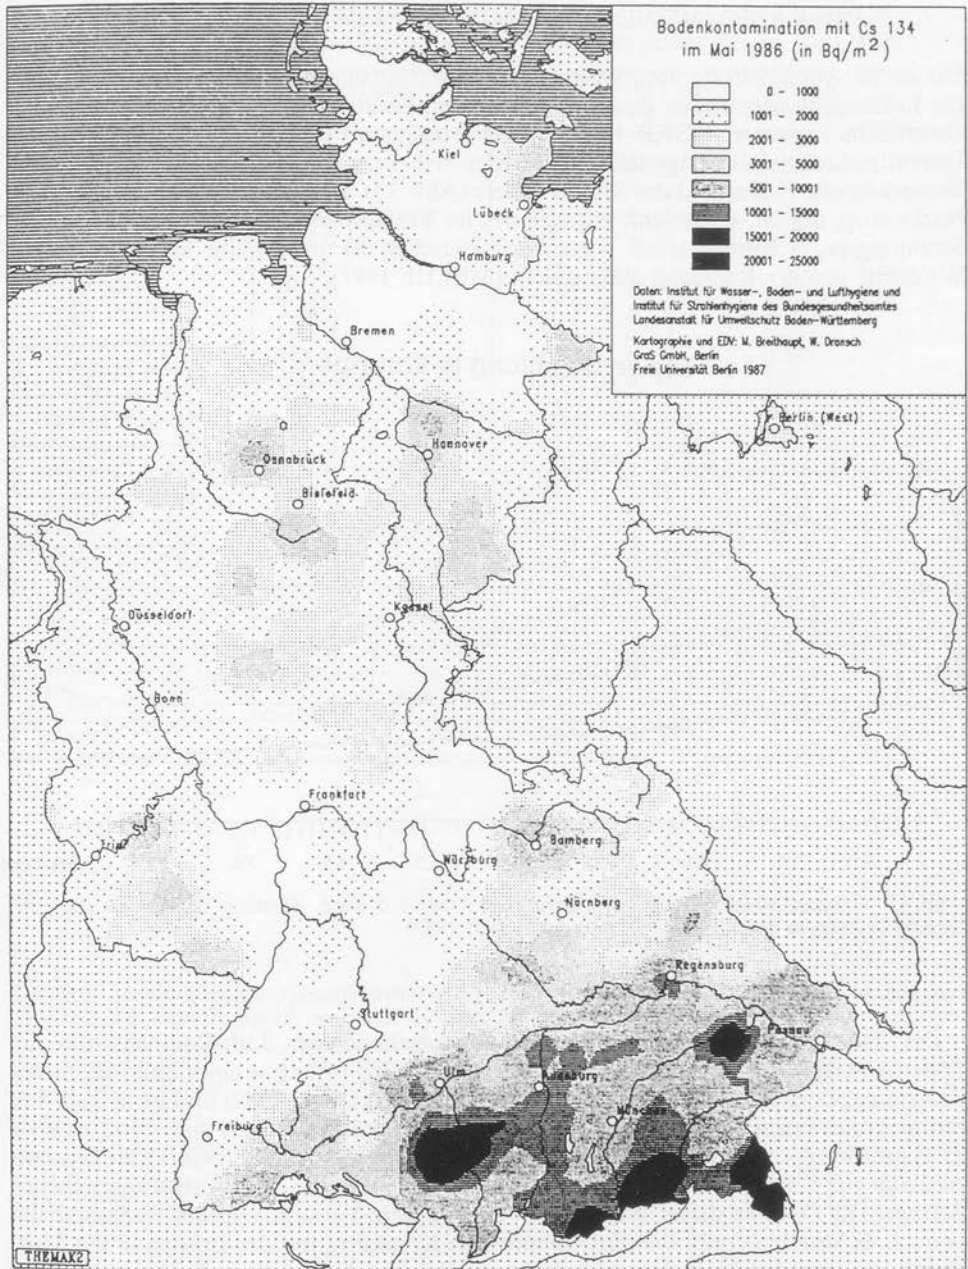 Bodenkontamination mit Cs 134
im Mai 1986 (in Bq/m²)
0 - 1000
1001 - 2000
2001 - 3000
3001 - 5000
5001 - 10001
10001 - 15000
15001 - 20000
20001 - 25000
Daten: Institut für Wasser-, Boden- und Lufthygiene und
Institut für Strahlenhygiene des Bundesgesundheitsamtes
Landesanstalt für Umweltschutz Baden-Württemberg
Kartographie und EDV: M. Breithaupt, W. Dransch
GraS GmbH, Berlin
Freie Universität Berlin 1987
Kiel
Lübeck
Hamburg
Bremen
Berlin (West)
Hannover
Osnabrück
Bielefeld
Kassel
Düsseldorf
Bonn
Frankfurt
Bamberg
Trier
Würzburg
Nürnberg
Regensburg
Stuttgart
Passau
Ulm
Augsburg
München
Freiburg
THEMAK2